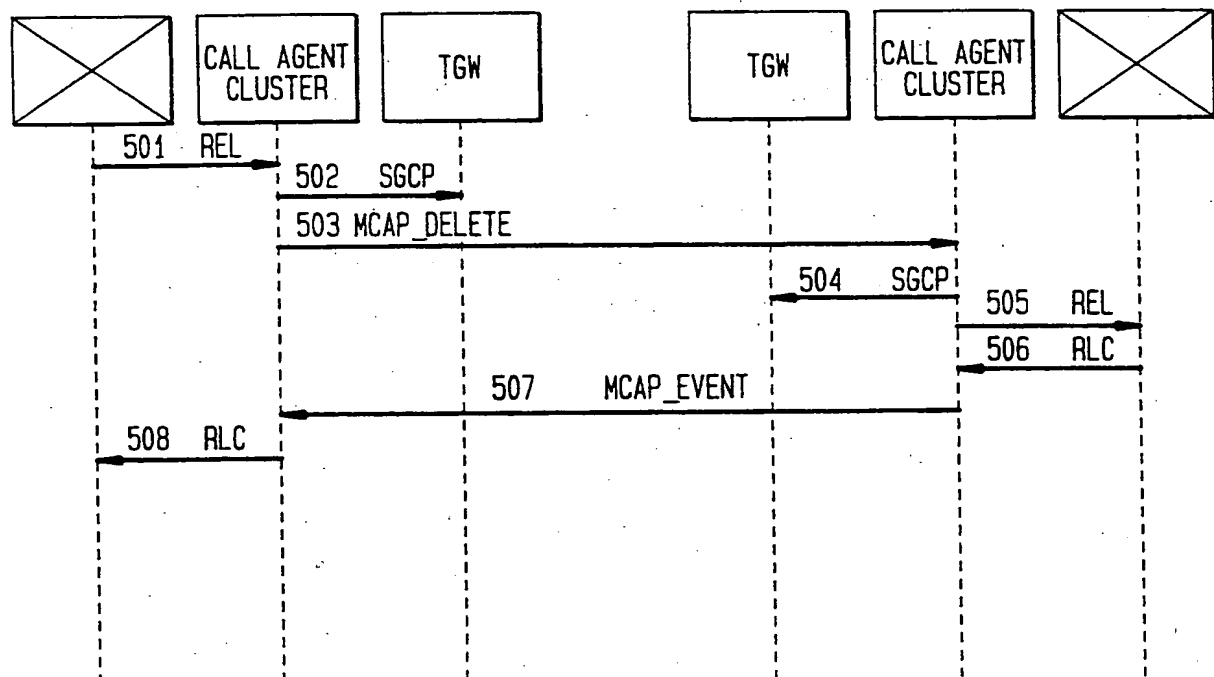 CALL AGENT
CLUSTER
TGW
TGW
CALL AGENT
CLUSTER
501 REL
502 SGCP
503 MCAP_DELETE
504 SGCP
505 REL
506 RLC
507 MCAP_EVENT
508 RLC